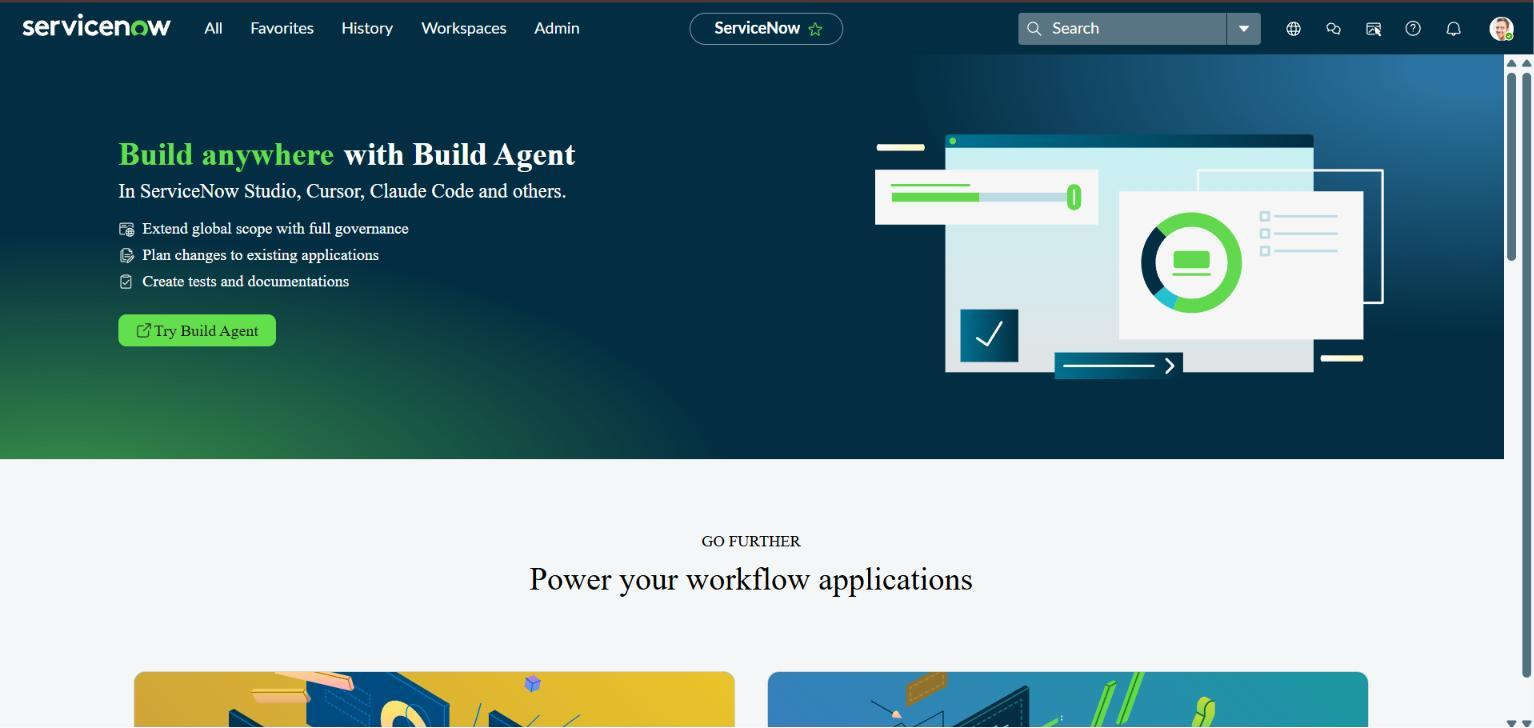 servicenow
All
Favorites
History
Workspaces
Admin
ServiceNow
Search
Build anywhere with Build Agent
In ServiceNow Studio, Cursor, Claude Code and others.
Extend global scope with full governance
Plan changes to existing applications
Create tests and documentations
Try Build Agent
GO FURTHER
Power your workflow applications